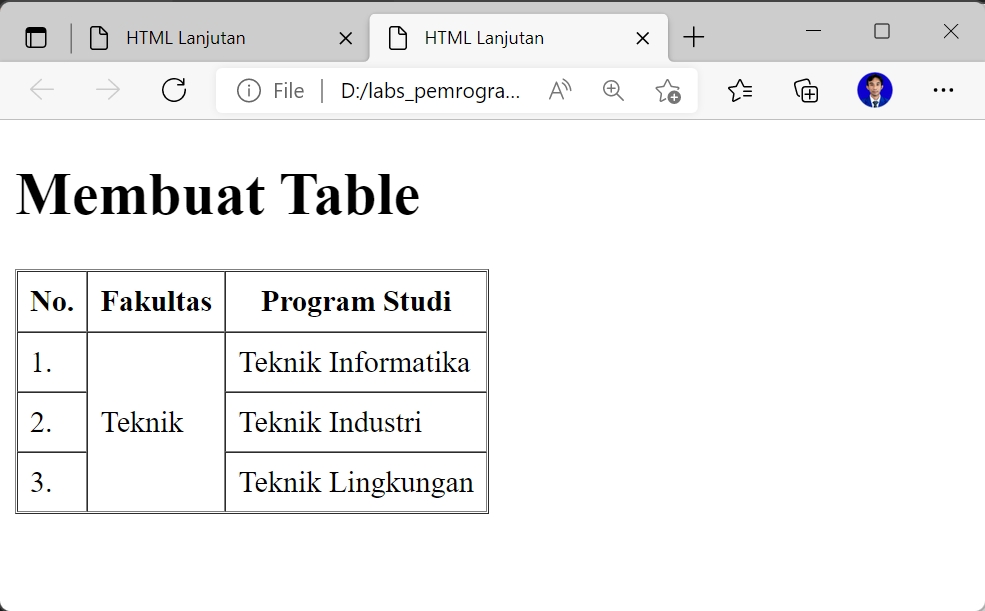 HTML Lanjutan
HTML Lanjutan
File
D:/labs_pemrogra...
Membuat Table
No. Fakultas Program Studi
1. Teknik Informatika
2. Teknik Teknik Industri
3. Teknik Lingkungan